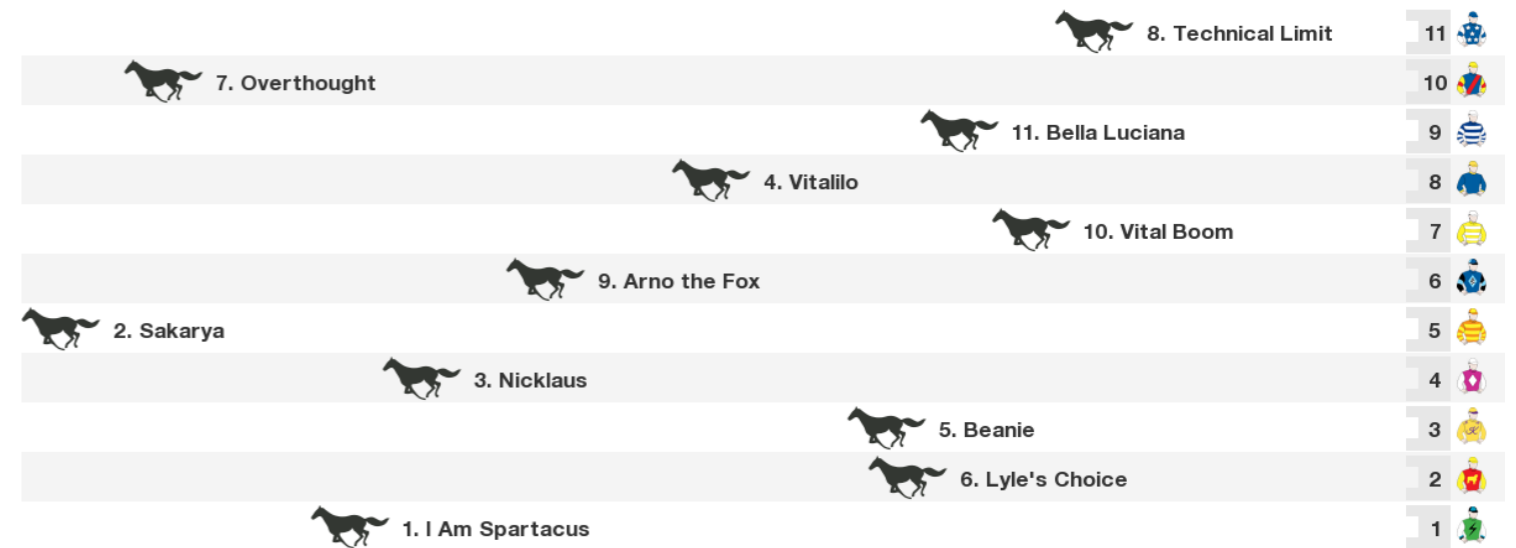 8. Technical Limit 11
7. Overthought 10
11. Bella Luciana 9
4. Vitalilo 8
10. Vital Boom 7
9. Arno the Fox 6
2. Sakarya 5
3. Nicklaus 4
5. Beanie 3
6. Lyle's Choice 2
1. I Am Spartacus 1